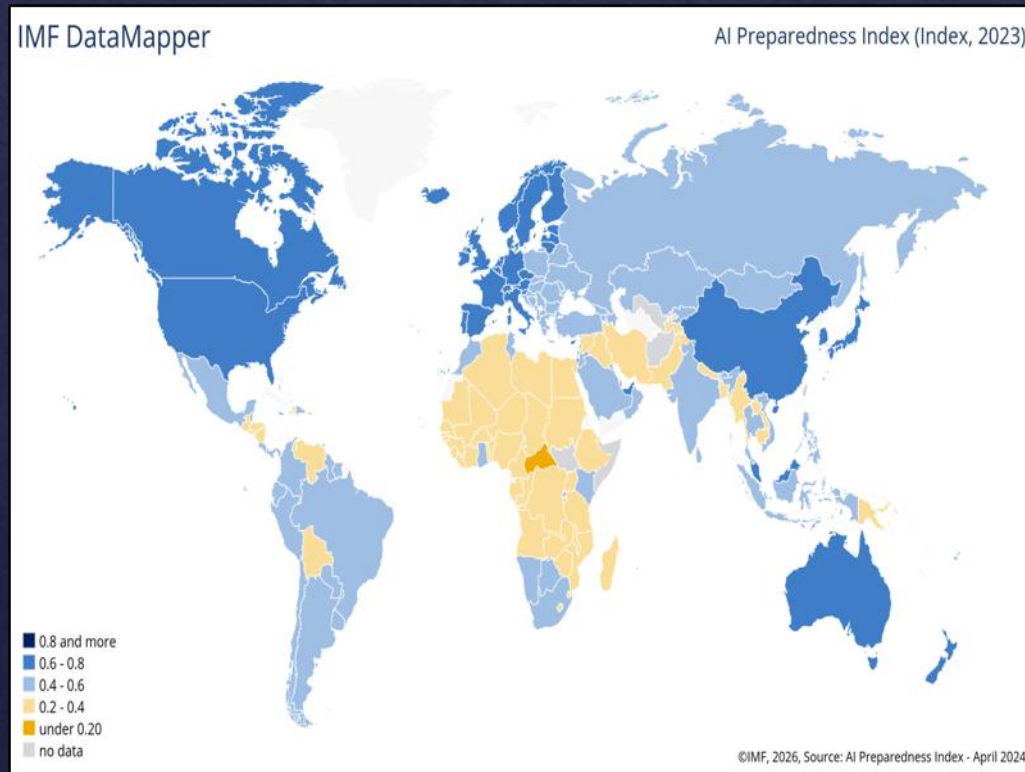 IMF DataMapper
AI Preparedness Index (Index, 2023)
0.8 and more
0.6 - 0.8
0.4 - 0.6
0.2 - 0.4
under 0.20
no data
©IMF, 2026, Source: AI Preparedness Index - April 2024